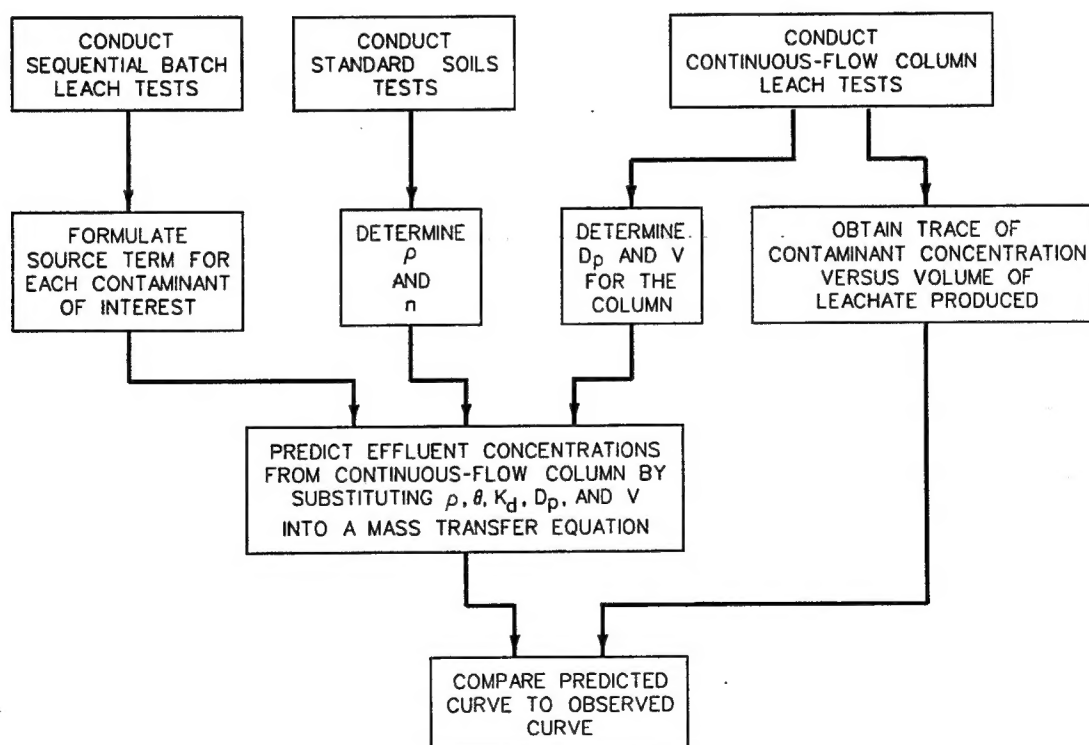 CONDUCT
SEQUENTIAL BATCH
LEACH TESTS
CONDUCT
STANDARD SOILS
TESTS
CONDUCT
CONTINUOUS-FLOW COLUMN
LEACH TESTS
FORMULATE
SOURCE TERM FOR
EACH CONTAMINANT
OF INTEREST
DETERMINE
ρ
AND
n
DETERMINE
Dp AND V
FOR THE
COLUMN
OBTAIN TRACE OF
CONTAMINANT CONCENTRATION
VERSUS VOLUME OF
LEACHATE PRODUCED
PREDICT EFFLUENT CONCENTRATIONS
FROM CONTINUOUS-FLOW COLUMN BY
SUBSTITUTING ρ, θ, Kd, Dp, AND V
INTO A MASS TRANSFER EQUATION
COMPARE PREDICTED
CURVE TO OBSERVED
CURVE